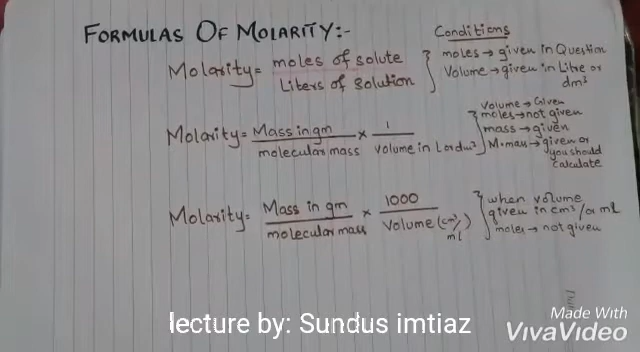 FORMULAS OF MOLARITY:-
Conditions
Molarity = moles of solute / Liters of Solution
moles → given in Question
Volume → given in Litre or
dm³
Molarity = Mass in gm / molecular mass × 1 / volume in L or dm³
Volume → Given
moles → not given
mass → given
M.mass → given or
you should
calculate
Molarity = Mass in gm / molecular mass × 1000 / Volume (cm³/ml)
when volume
given in cm³/or ml
moles → not given
lecture by: Sundus imtiaz
Made With
VivaVideo